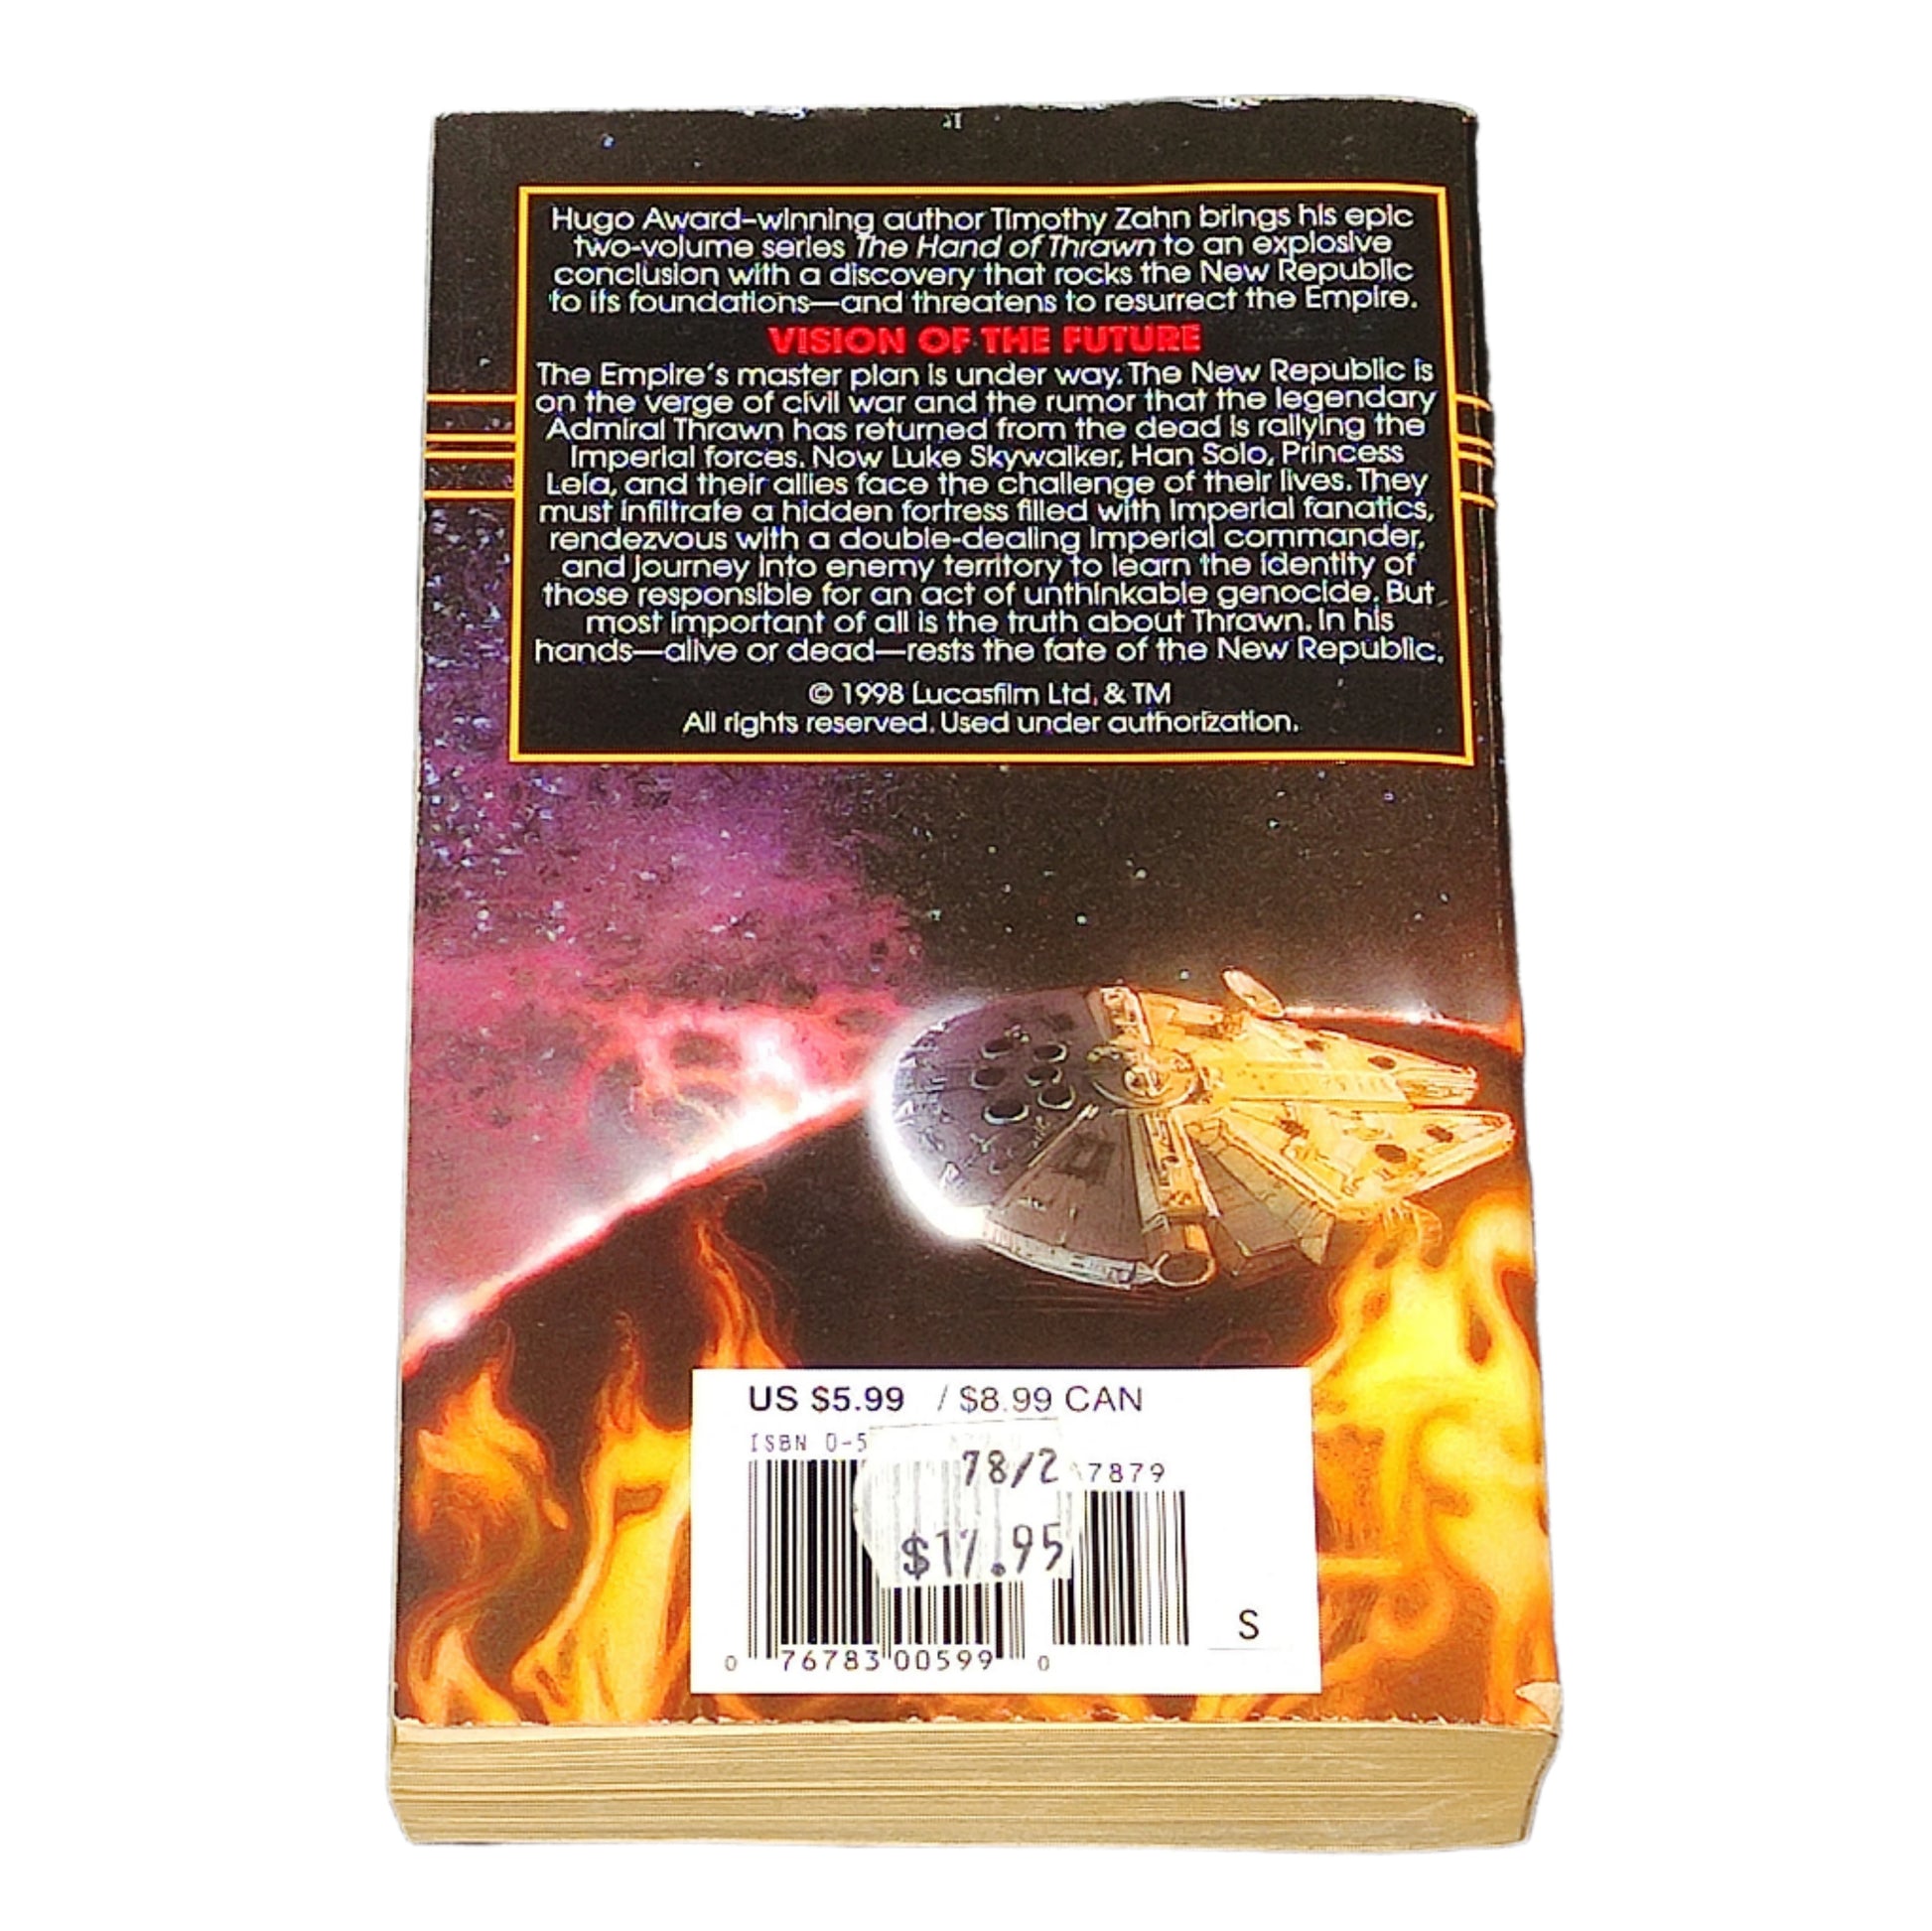 Hugo Award-winning author Timothy Zahn brings his epic
two-volume series The Hand of Thrawn to an explosive
conclusion with a discovery that rocks the New Republic
to its foundations—and threatens to resurrect the Empire.
VISION OF THE FUTURE
The Empire's master plan is under way. The New Republic is
on the verge of civil war and the rumor that the legendary
Admiral Thrawn has returned from the dead is rallying the
Imperial forces. Now Luke Skywalker, Han Solo, Princess
Leia, and their allies face the challenge of their lives. They
must infiltrate a hidden fortress filled with Imperial fanatics,
rendezvous with a double-dealing Imperial commander,
and journey into enemy territory to learn the identity of
those responsible for an act of unthinkable genocide. But
most important of all is the truth about Thrawn. In his
hands—alive or dead—rests the fate of the New Republic.
© 1998 Lucasfilm Ltd. & TM
All rights reserved. Used under authorization.
US $5.99 / $8.99 CAN
ISBN 0-5
78/2 7879
.95
S
0 76783 00599 0